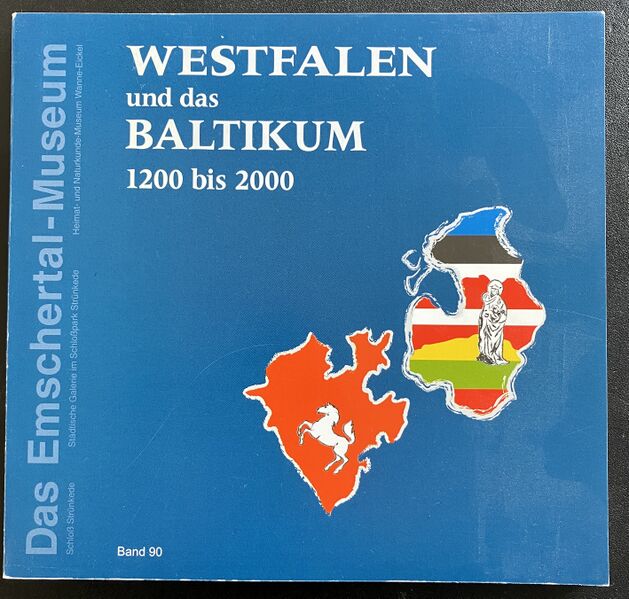 WESTFALEN
und das
BALTIKUM
1200 bis 2000
Das Emschertal-Museum
Schloß Strünkede Städtische Galerie im Schloßpark Strünkede Heimat- und Naturkunde-Museum Wanne-Eickel
Band 90